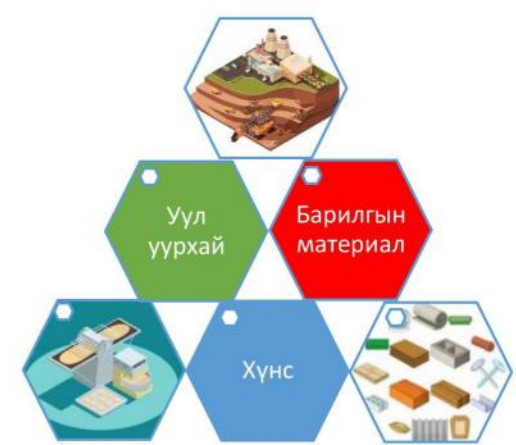 Уул
уурхай
Барилгын
материал
Хүнс